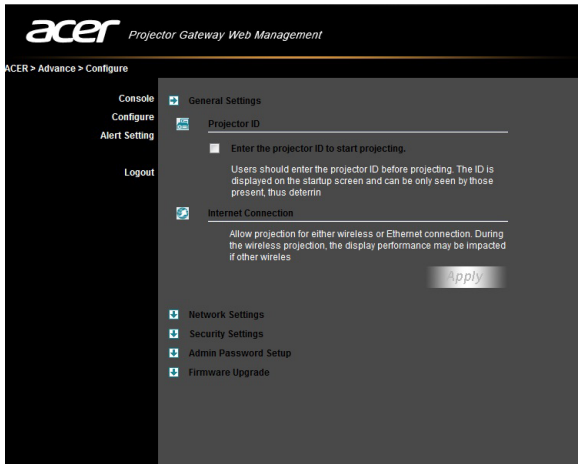 acer Projector Gateway Web Management
ACER > Advance > Configure
Console
Configure
Alert Setting
Logout
General Settings
Projector ID
Enter the projector ID to start projecting.
Users should enter the projector ID before projecting. The ID is
displayed on the startup screen and can be only seen by those
present, thus deterrin
Internet Connection
Allow projection for either wireless or Ethernet connection. During
the wireless projection, the display performance may be impacted
if other wireles
Apply
Network Settings
Security Settings
Admin Password Setup
Firmware Upgrade